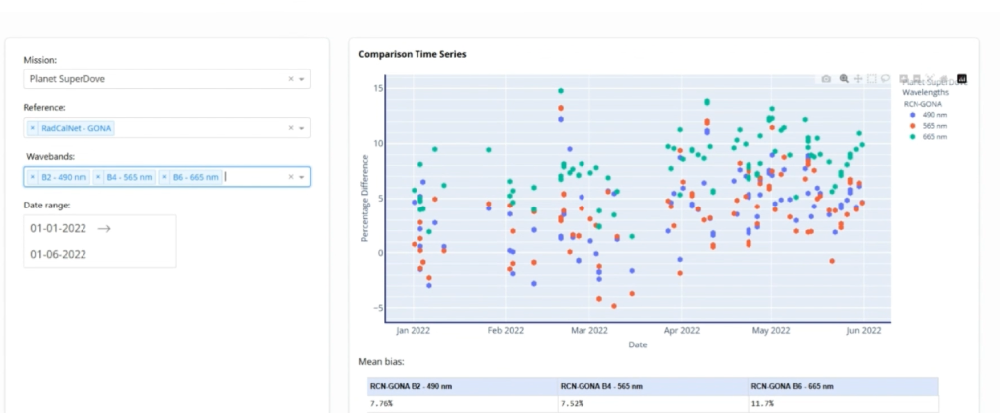 Mission:
Planet SuperDove
Reference:
× RadCalNet - GONA
Wavebands:
× B2 - 490 nm × B4 - 565 nm × B6 - 665 nm
Date range:
01-01-2022 →
01-06-2022
Comparison Time Series
Planet SuperDove
Wavelengths
RCN-GONA
490 nm
565 nm
665 nm
Percentage Difference
15
10
5
0
−5
Jan 2022 Feb 2022 Mar 2022 Apr 2022 May 2022 Jun 2022
Date
Mean bias:
RCN-GONA B2 - 490 nm RCN-GONA B4 - 565 nm RCN-GONA B6 - 665 nm
7.76% 7.52% 11.7%